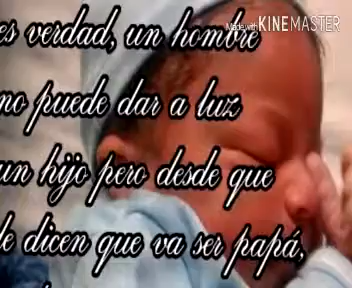 Made with KINEMASTER
es verdad, un hombre
no puede dar a luz
un hijo pero desde que
le dicen que va ser papá,